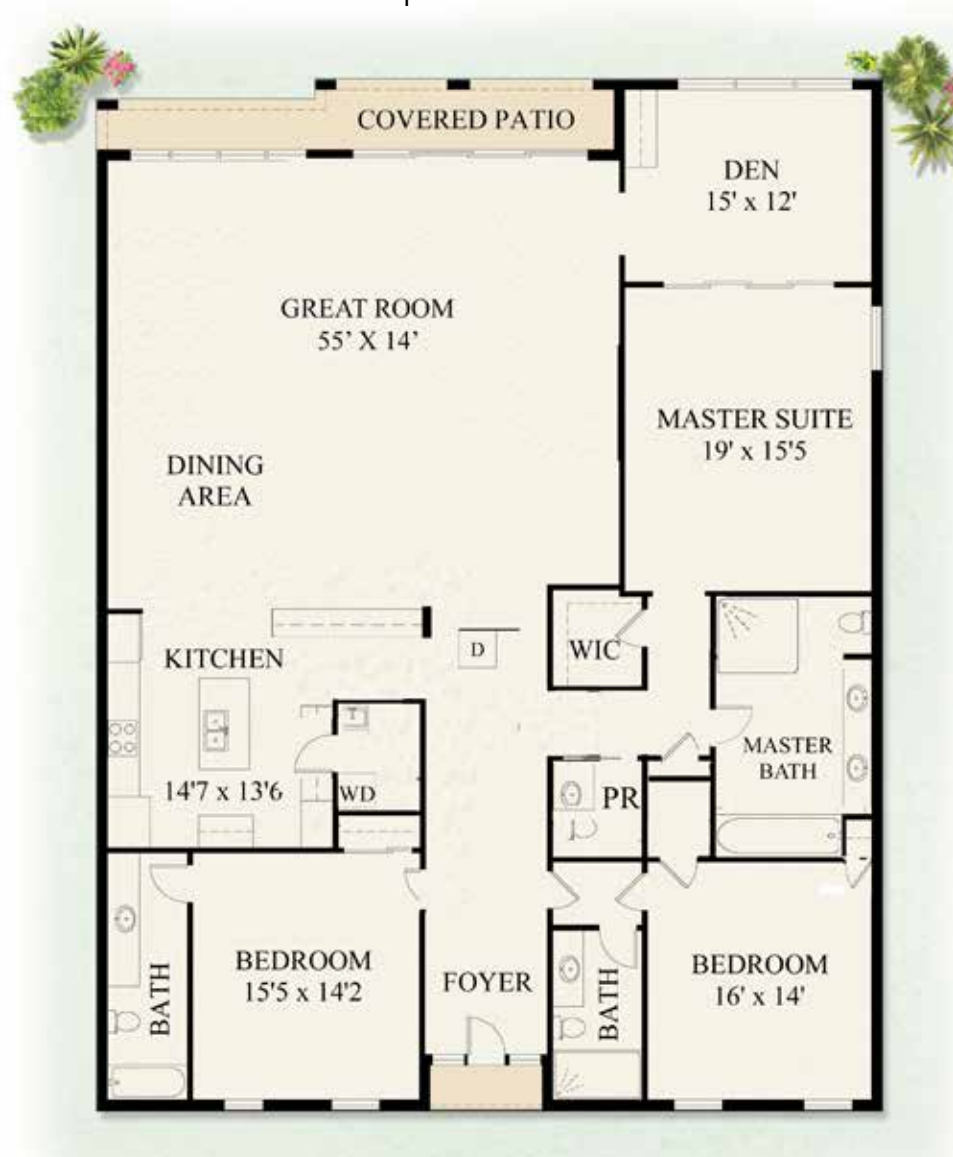 COVERED PATIO
DEN
15' x 12'
GREAT ROOM
55’ X 14’
MASTER SUITE
19' x 15'5
DINING
AREA
KITCHEN
D
WIC
T
14'7 x 13'6
WD
PR
MASTER
BATH
BEDROOM
15'5 x 14'2
FOYER
BATH
BATH
BEDROOM
16' x 14'